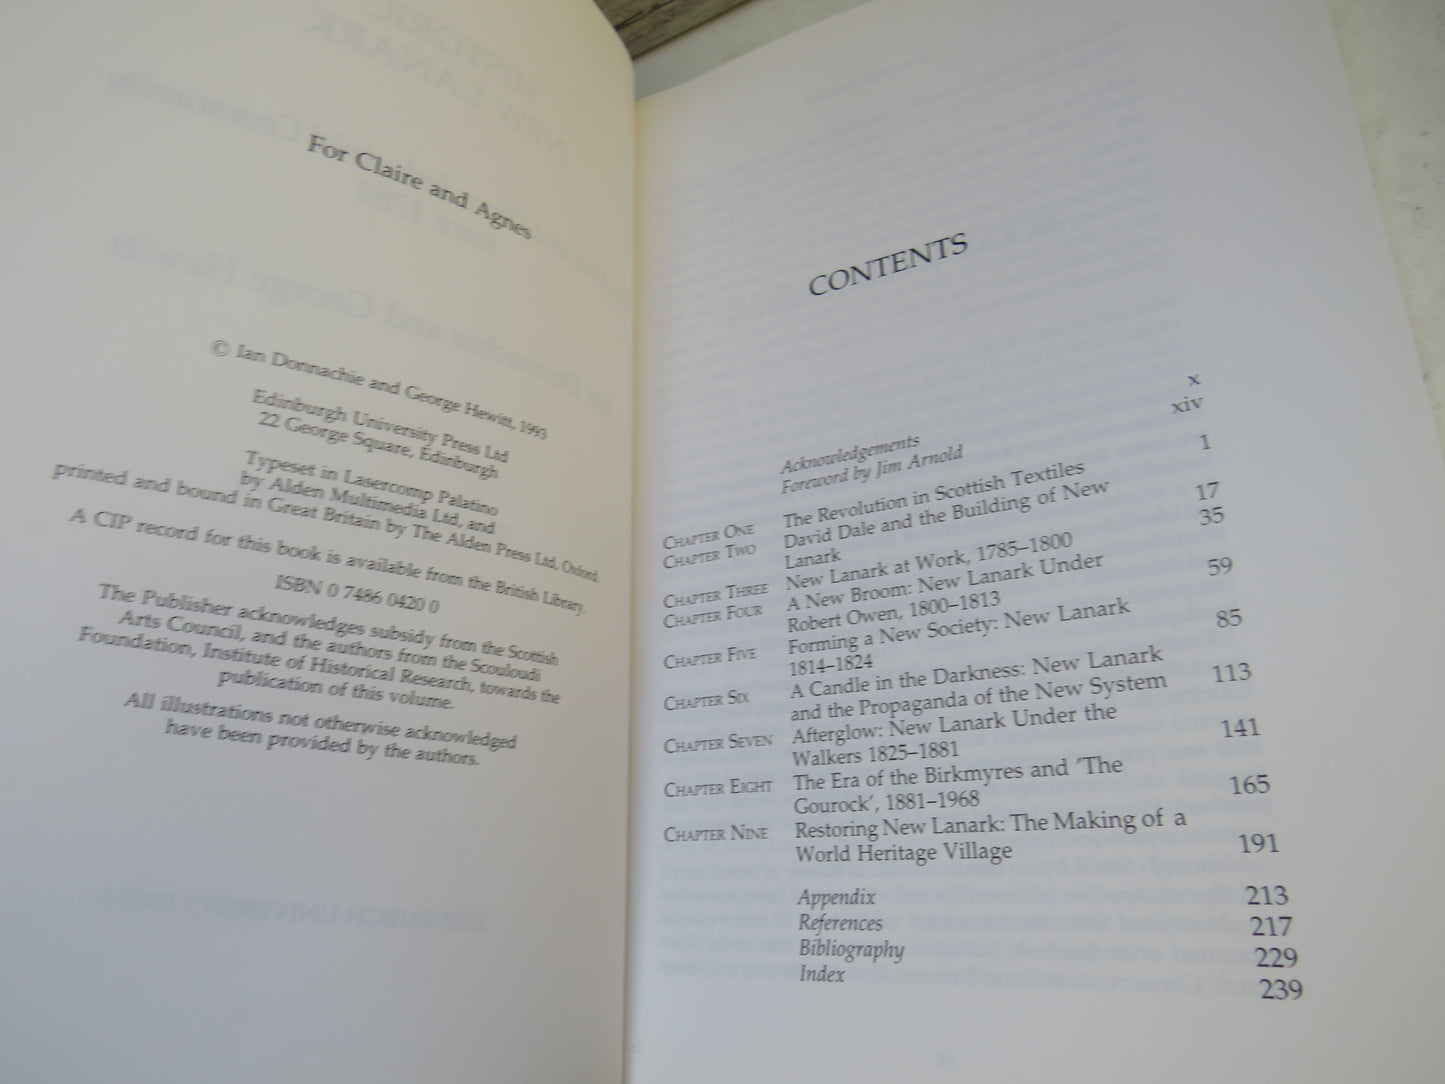 For Claire and Agnes
© Ian Donnachie and George Hewitt, 1993
Edinburgh University Press Ltd
22 George Square, Edinburgh
Typeset in Lasercomp Palatino
by Alden Multimedia Ltd, and
printed and bound in Great Britain by The Alden Press Ltd, Oxford.
A CIP record for this book is available from the British Library.
ISBN 0 7486 0420 0
The Publisher acknowledges subsidy from the Scottish
Arts Council, and the authors from the Scouloudi
Foundation, Institute of Historical Research, towards the
publication of this volume.
All illustrations not otherwise acknowledged
have been provided by the authors.
CONTENTS
Acknowledgements x
Foreword by Jim Arnold xiv
CHAPTER ONE The Revolution in Scottish Textiles 1
CHAPTER TWO David Dale and the Building of New
Lanark 17
CHAPTER THREE New Lanark at Work, 1785–1800 35
CHAPTER FOUR A New Broom: New Lanark Under
Robert Owen, 1800–1813 59
CHAPTER FIVE Forming a New Society: New Lanark
1814–1824 85
CHAPTER SIX A Candle in the Darkness: New Lanark
and the Propaganda of the New System 113
CHAPTER SEVEN Afterglow: New Lanark Under the
Walkers 1825–1881 141
CHAPTER EIGHT The Era of the Birkmyres and 'The
Gourock', 1881–1968 165
CHAPTER NINE Restoring New Lanark: The Making of a
World Heritage Village 191
Appendix 213
References 217
Bibliography 229
Index 239